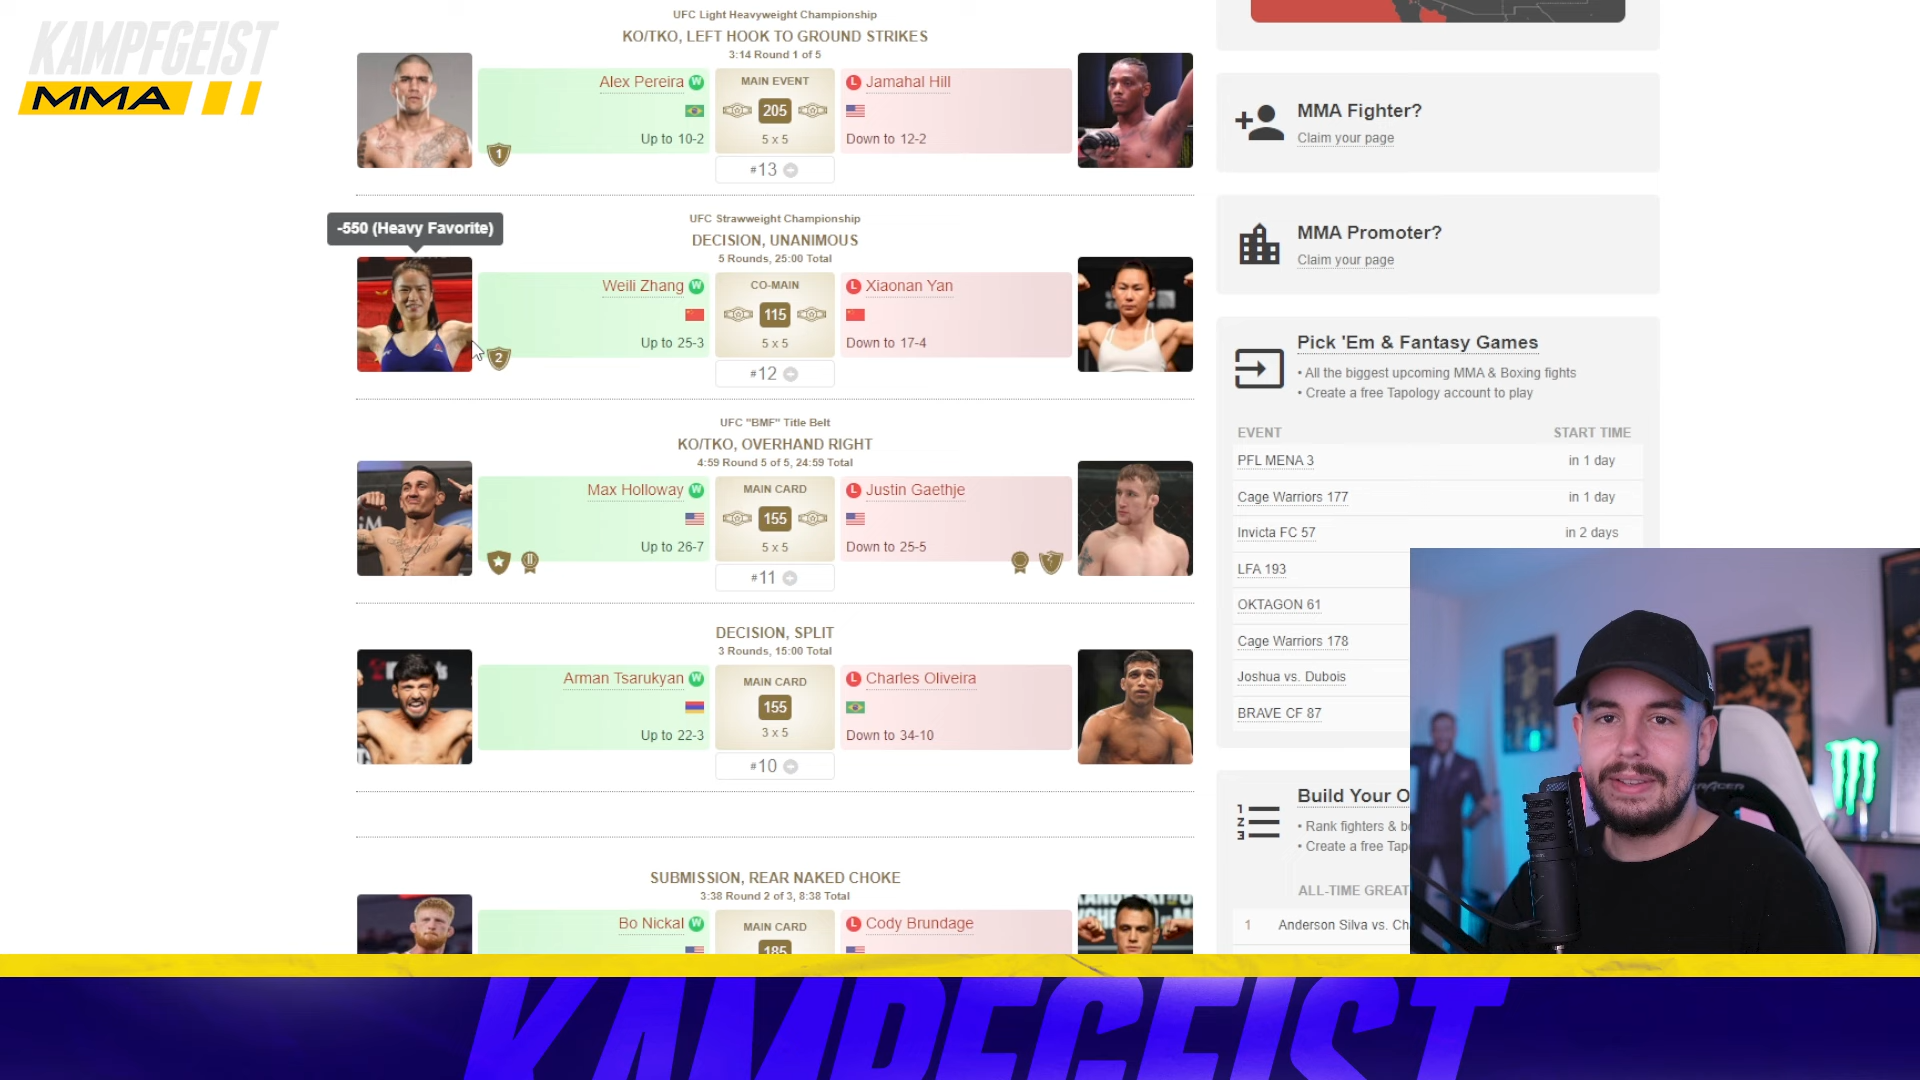 KAMPFGEIST
MMA
UFC Light Heavyweight Championship
KO/TKO, LEFT HOOK TO GROUND STRIKES
3:14 Round 1 of 5
Alex Pereira W
MAIN EVENT
L Jamahal Hill
205
Up to 10-2
5 x 5
Down to 12-2
1
#13
-550 (Heavy Favorite)
UFC Strawweight Championship
DECISION, UNANIMOUS
5 Rounds, 25:00 Total
Weili Zhang W
CO-MAIN
L Xiaonan Yan
115
Up to 25-3
5 x 5
Down to 17-4
2
#12
UFC "BMF" Title Belt
KO/TKO, OVERHAND RIGHT
4:59 Round 5 of 5, 24:59 Total
Max Holloway W
MAIN CARD
L Justin Gaethje
155
Up to 26-7
5 x 5
Down to 25-5
#11
DECISION, SPLIT
3 Rounds, 15:00 Total
Arman Tsarukyan W
MAIN CARD
L Charles Oliveira
155
Up to 22-3
3 x 5
Down to 34-10
#10
SUBMISSION, REAR NAKED CHOKE
3:38 Round 2 of 3, 8:38 Total
Bo Nickal W
MAIN CARD
L Cody Brundage
185
MMA Fighter?
Claim your page
MMA Promoter?
Claim your page
Pick 'Em & Fantasy Games
• All the biggest upcoming MMA & Boxing fights
• Create a free Tapology account to play
EVENT START TIME
PFL MENA 3 in 1 day
Cage Warriors 177 in 1 day
Invicta FC 57 in 2 days
LFA 193
OKTAGON 61
Cage Warriors 178
Joshua vs. Dubois
BRAVE CF 87
1
2
3
Build Your O
• Rank fighters & b
• Create a free Tap
ALL-TIME GREAT
1 Anderson Silva vs. Ch
KAMPFGEIST